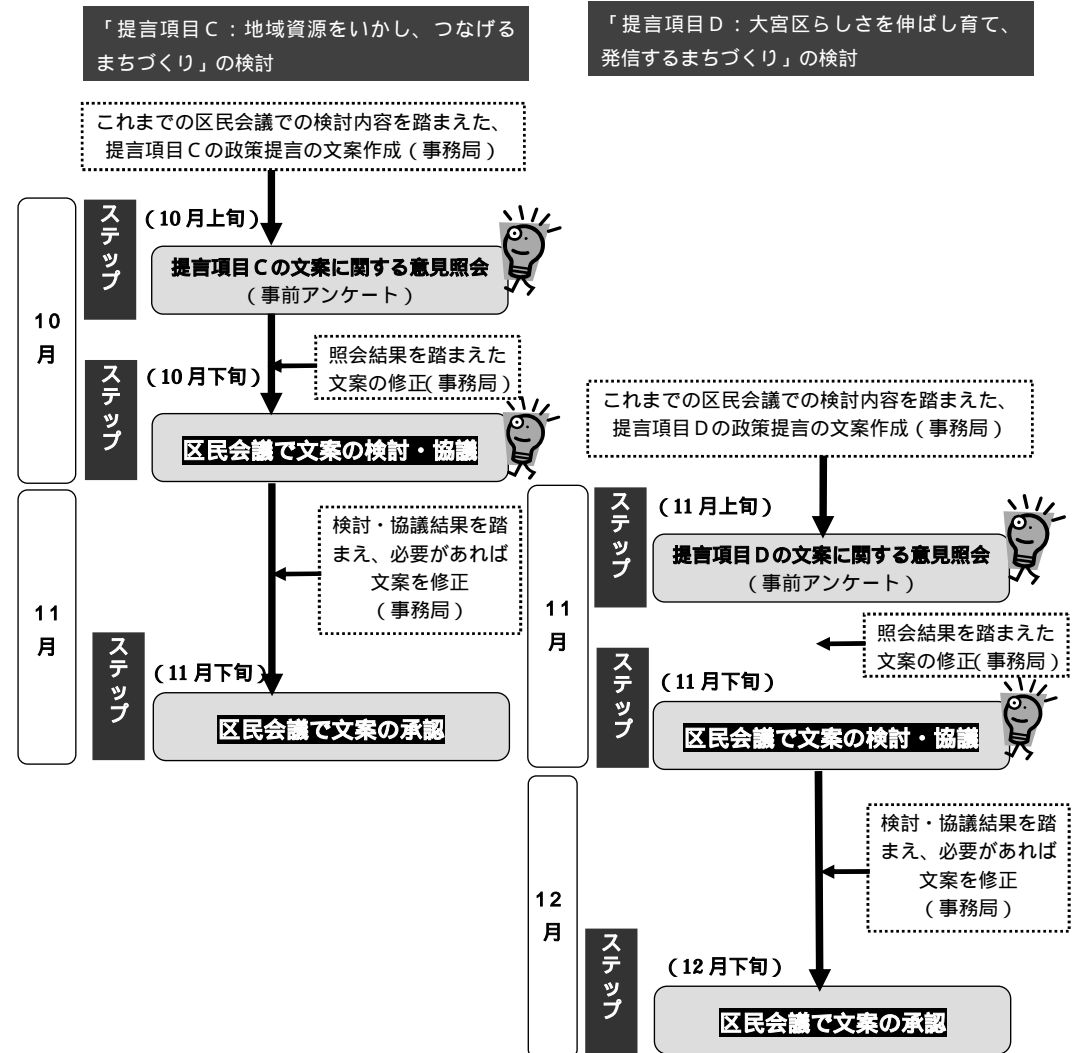 「提言項目C：地域資源をいかし、つなげる
まちづくり」の検討
これまでの区民会議での検討内容を踏まえた、
提言項目Cの政策提言の文案作成（事務局）
10
月
ステップ
（10月上旬）
提言項目Cの文案に関する意見照会
（事前アンケート）
照会結果を踏まえた
文案の修正（事務局）
ステップ
（10月下旬）
区民会議で文案の検討・協議
11
月
検討・協議結果を踏
まえ、必要があれば
文案を修正
（事務局）
ステップ
（11月下旬）
区民会議で文案の承認
「提言項目D：大宮区らしさを伸ばし育て、
発信するまちづくり」の検討
これまでの区民会議での検討内容を踏まえた、
提言項目Dの政策提言の文案作成（事務局）
11
月
ステップ
（11月上旬）
提言項目Dの文案に関する意見照会
（事前アンケート）
照会結果を踏まえた
文案の修正（事務局）
ステップ
（11月下旬）
区民会議で文案の検討・協議
12
月
検討・協議結果を踏
まえ、必要があれば
文案を修正
（事務局）
ステップ
（12月下旬）
区民会議で文案の承認